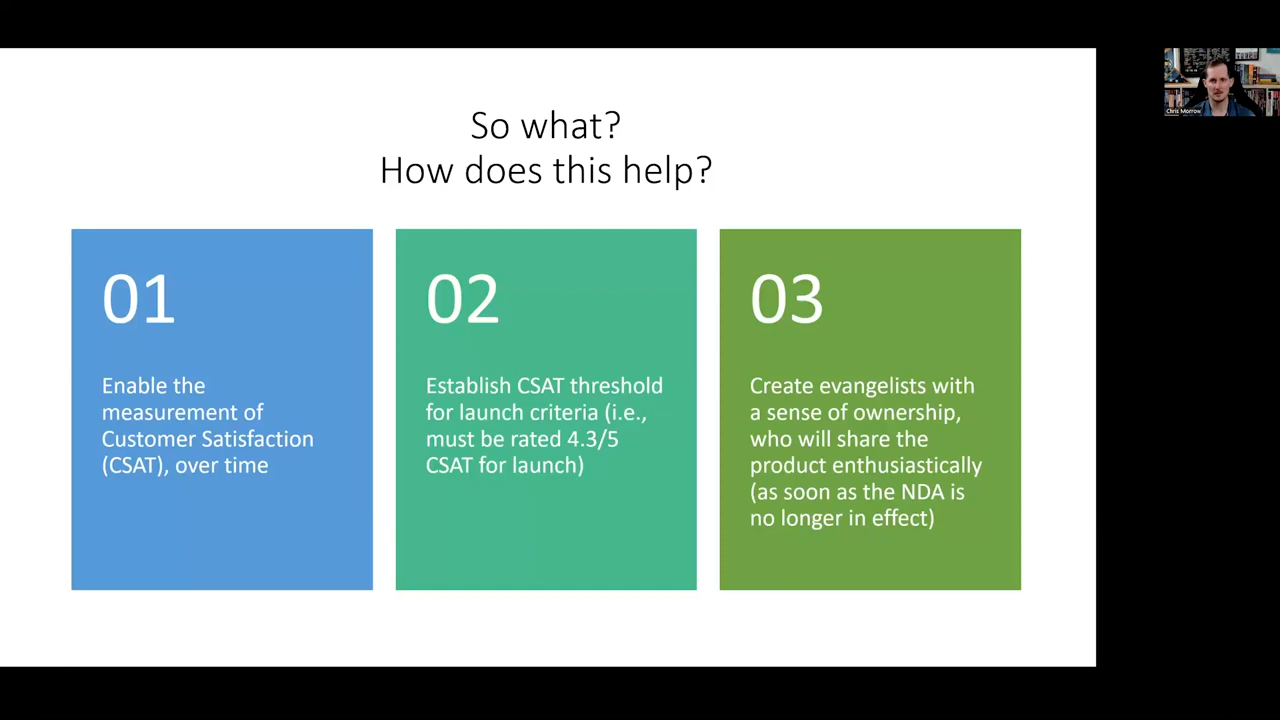 So what?
How does this help?
01
Enable the
measurement of
Customer Satisfaction
(CSAT), over time
02
Establish CSAT threshold
for launch criteria (i.e.,
must be rated 4.3/5
CSAT for launch)
03
Create evangelists with
a sense of ownership,
who will share the
product enthusiastically
(as soon as the NDA is
no longer in effect)
Chris Morrow